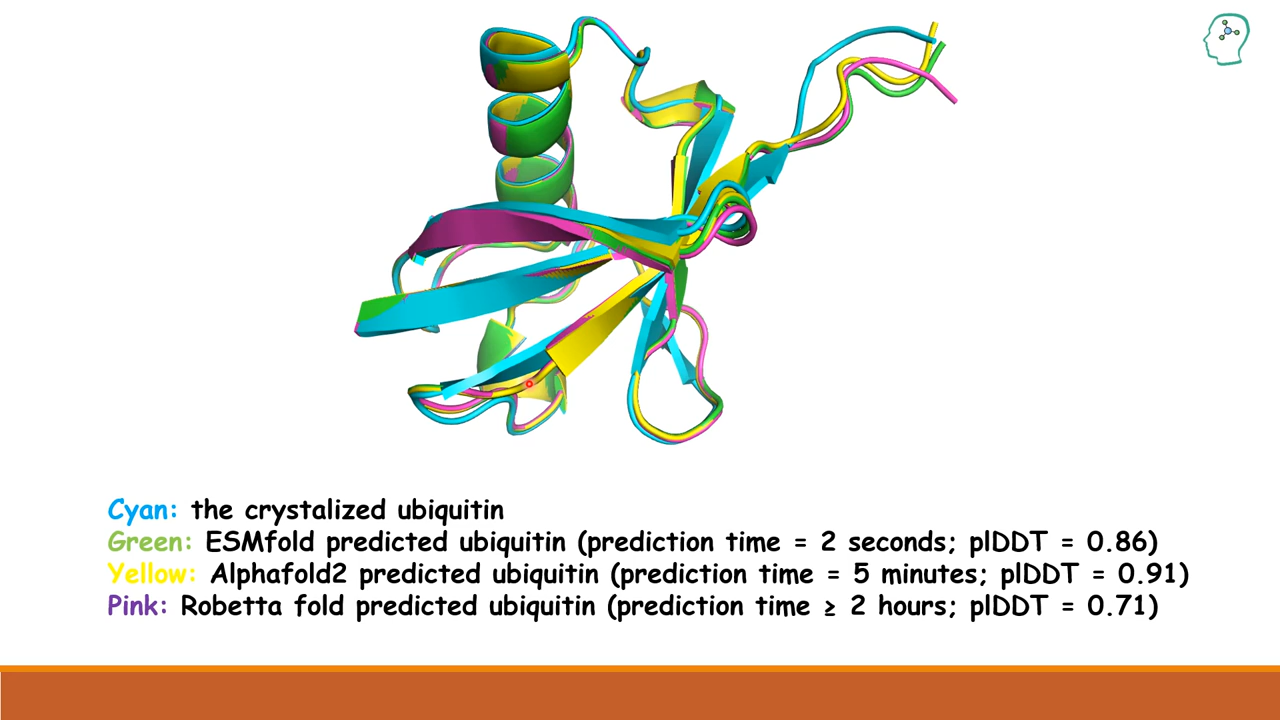 Cyan: the crystalized ubiquitin
Green: ESMfold predicted ubiquitin (prediction time = 2 seconds; plDDT = 0.86)
Yellow: Alphafold2 predicted ubiquitin (prediction time = 5 minutes; plDDT = 0.91)
Pink: Robetta fold predicted ubiquitin (prediction time ≥ 2 hours; plDDT = 0.71)